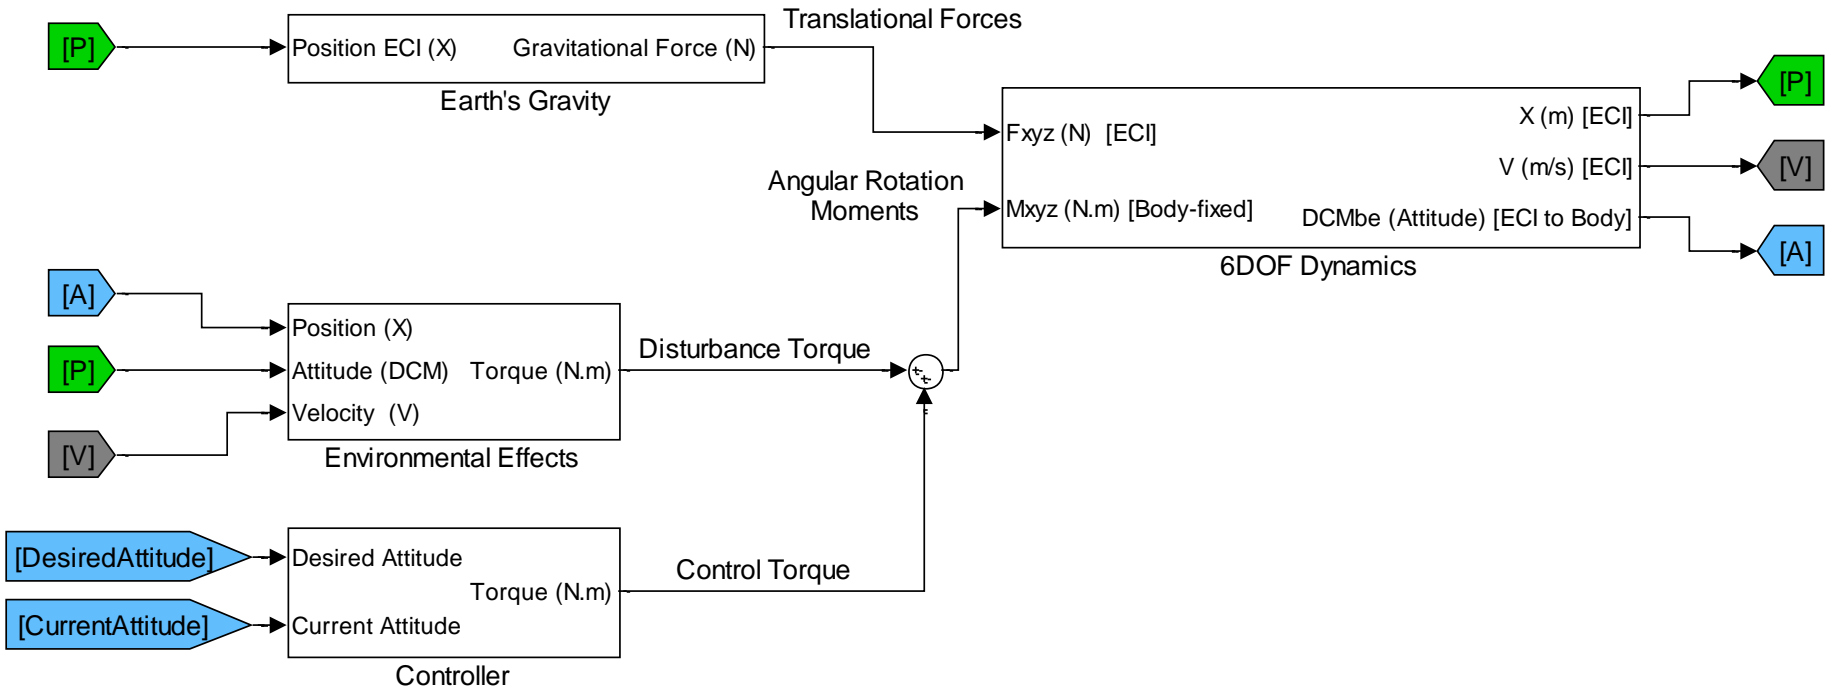 Translational Forces
[P]
Position ECI (X)
Gravitational Force (N)
Earth's Gravity
[P]
X (m) [ECI]
Fxyz (N)  [ECI]
V (m/s) [ECI]
[V]
Angular Rotation
Moments
Mxyz (N.m) [Body-fixed]
DCMbe (Attitude) [ECI to Body]
[A]
6DOF Dynamics
[A]
Position (X)
[P]
Attitude (DCM)
Torque (N.m)
Disturbance Torque
Velocity  (V)
[V]
Environmental Effects
[DesiredAttitude]
Desired Attitude
Torque (N.m)
Control Torque
[CurrentAttitude]
Current Attitude
Controller